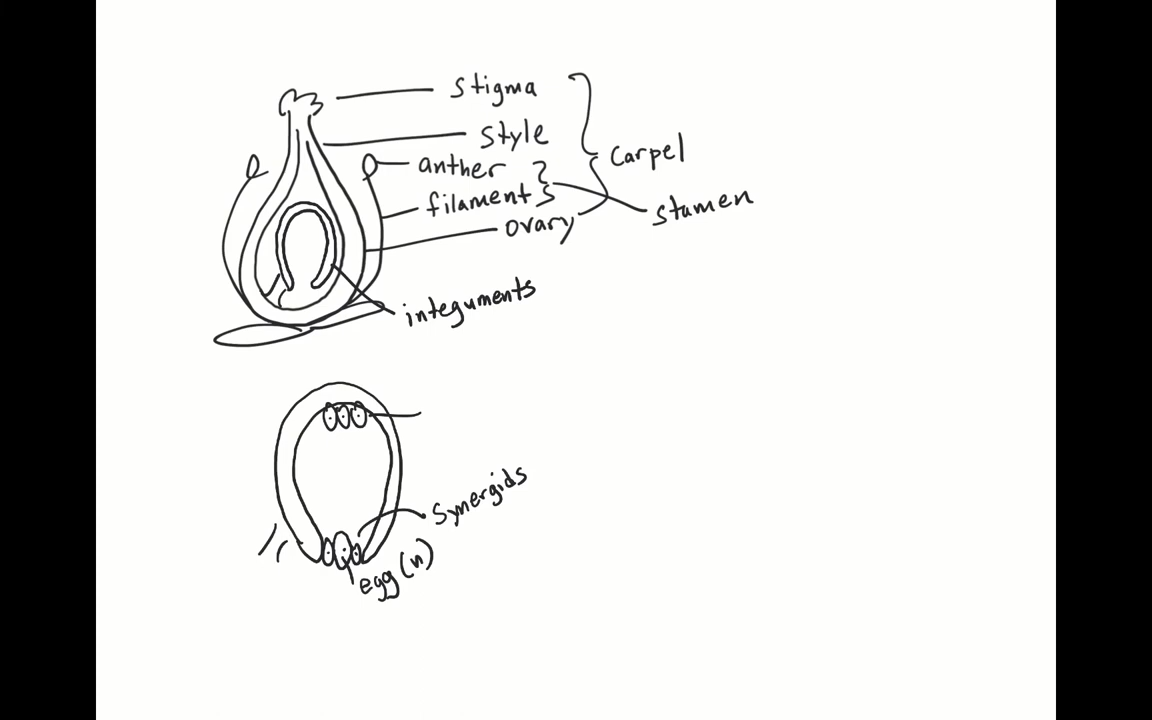 Stigma
Style
Carpel
anther
filament
Stamen
ovary
integuments
Synergids
egg (n)